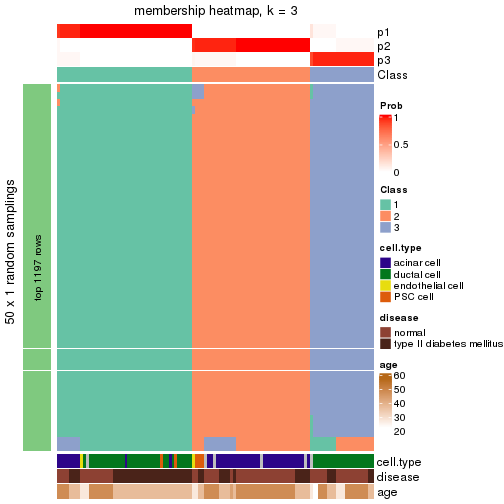 membership heatmap, k = 3
p1
p2
p3
Class
50 x 1 random samplings
top 1197 rows
Prob
1
0.5
0
Class
1
2
3
cell.type
acinar cell
ductal cell
endothelial cell
PSC cell
disease
normal
type II diabetes mellitus
age
60
50
40
30
20
cell.type
disease
age